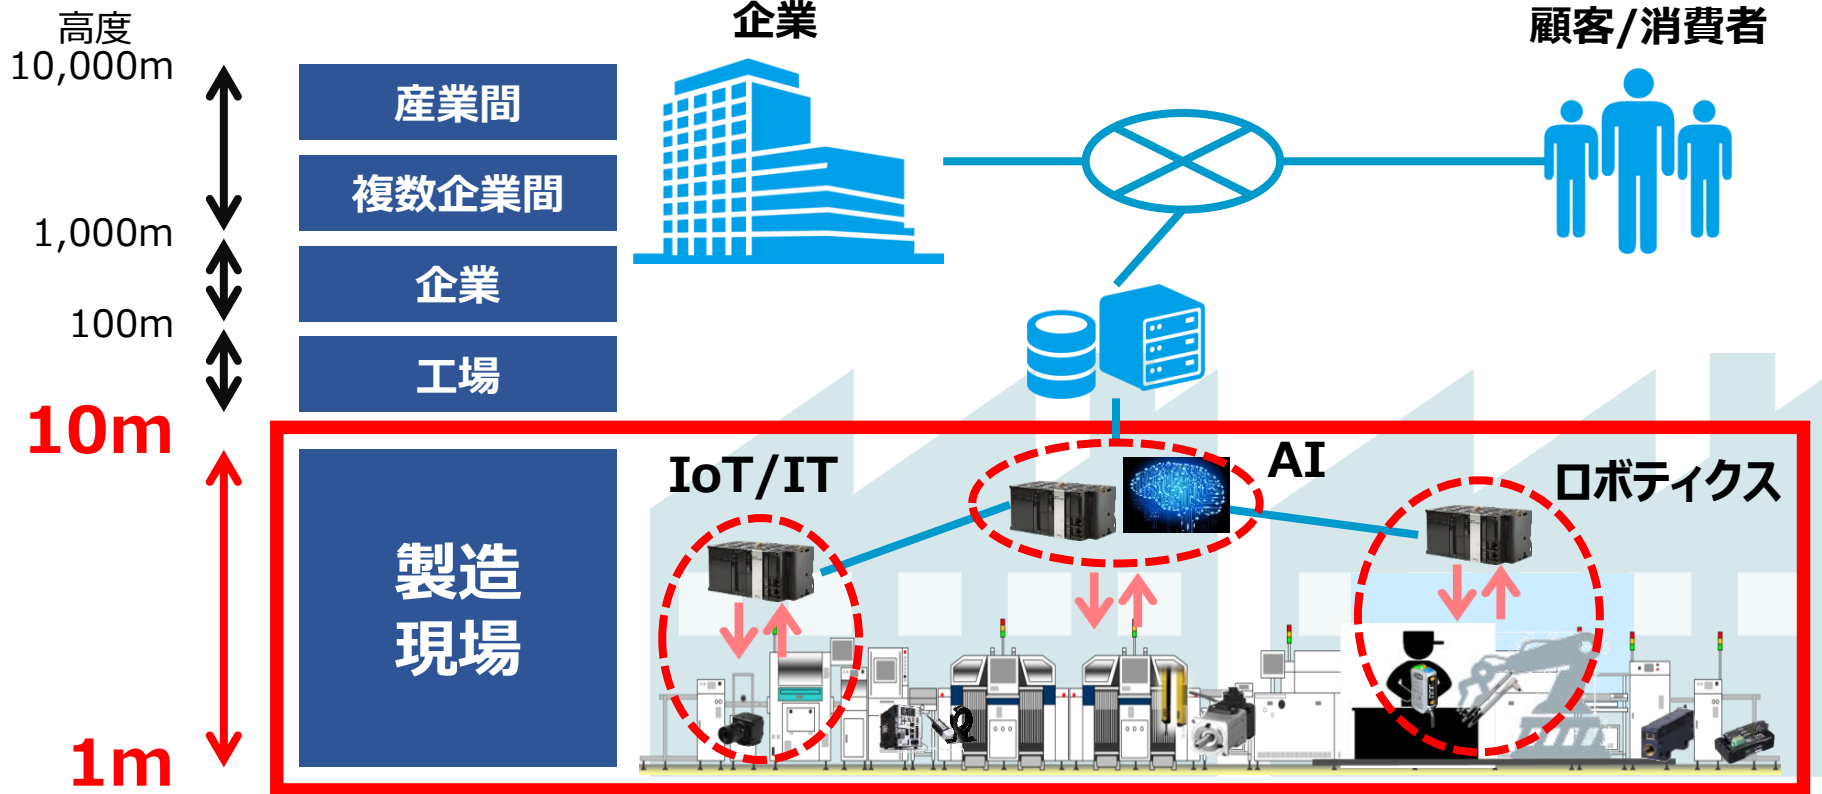 高度
10,000m
1,000m
100m
10m
1m
産業間
複数企業間
企業
工場
製造
現場
企業
顧客/消費者
IoT/IT
AI
ロボティクス